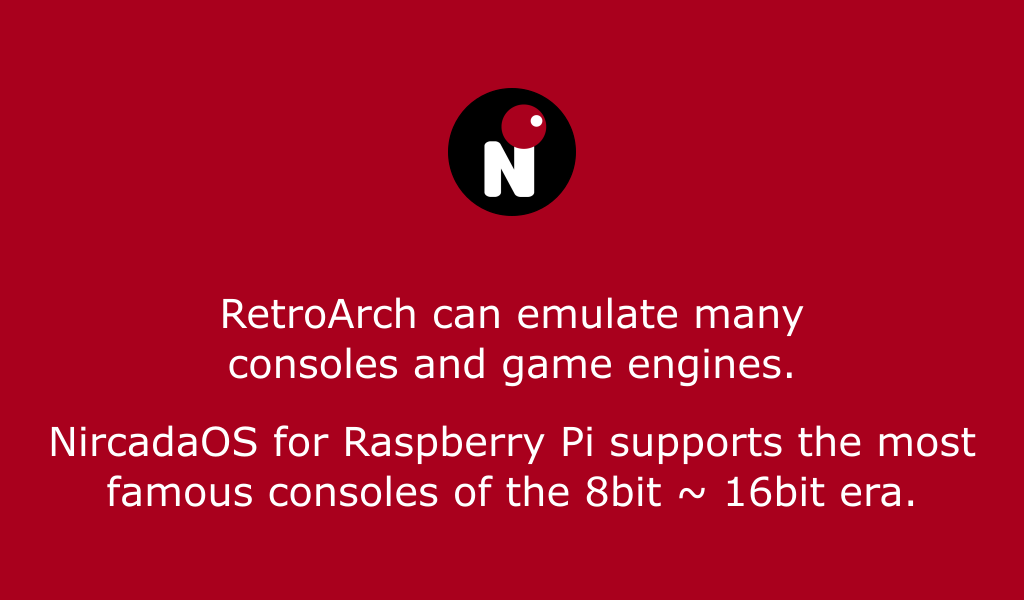 N
RetroArch can emulate many
consoles and game engines.
NircadaOS for Raspberry Pi supports the most
famous consoles of the 8bit ~ 16bit era.